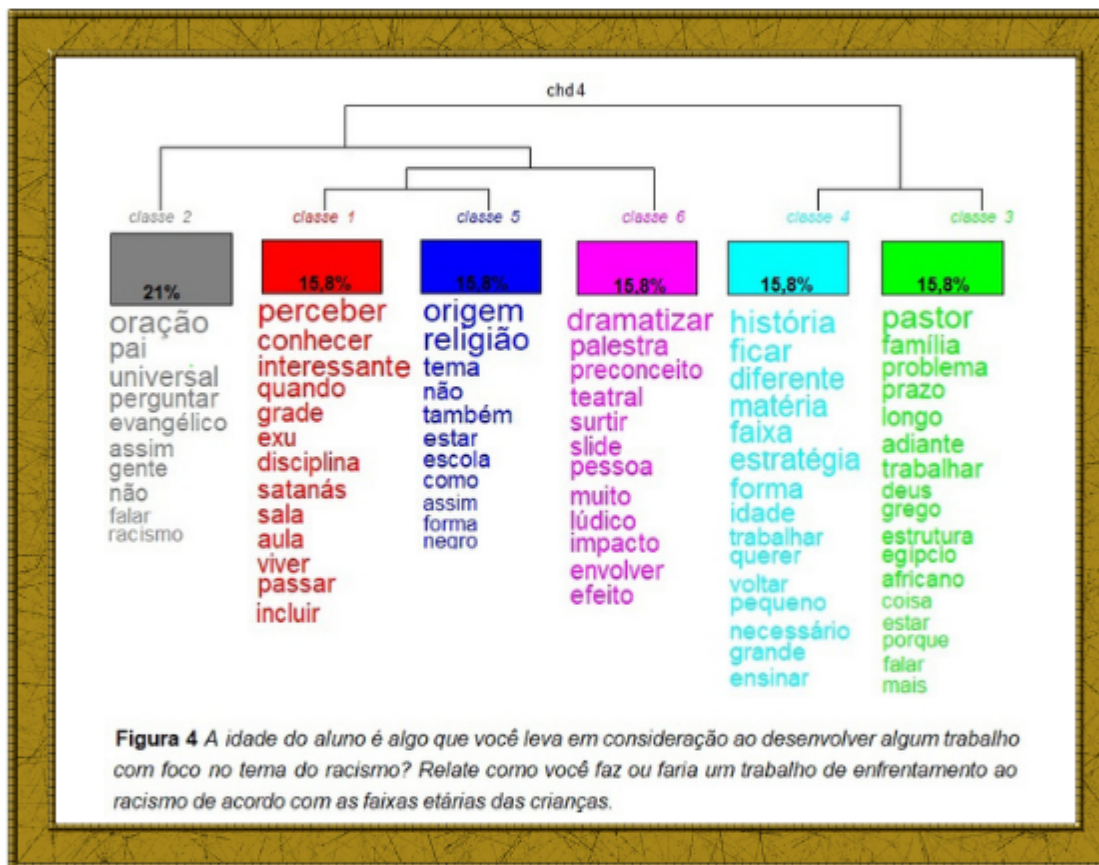 chd4
classe 2
classe 1
classe 5
classe 6
classe 4
classe 3
21%
15,8%
15,8%
15,8%
15,8%
15,8%
oração
pai
universal
perguntar
evangélico
assim
gente
não
falar
racismo
perceber
conhecer
interessante
quando
grade
exu
disciplina
satanás
sala
aula
viver
passar
incluir
origem
religião
tema
não
também
estar
escola
como
assim
forma
negro
dramatizar
palestra
preconceito
teatral
surtir
slide
pessoa
muito
lúdico
impacto
envolver
efeito
história
ficar
diferente
matéria
faixa
estratégia
forma
idade
trabalhar
querer
voltar
pequeno
necessário
grande
ensinar
pastor
família
problema
prazo
longo
adiante
trabalhar
deus
grego
estrutura
egípcio
africano
coisa
estar
porque
falar
mais
Figura 4 A idade do aluno é algo que você leva em consideração ao desenvolver algum trabalho
com foco no tema do racismo? Relate como você faz ou faria um trabalho de enfrentamento ao
racismo de acordo com as faixas etárias das crianças.